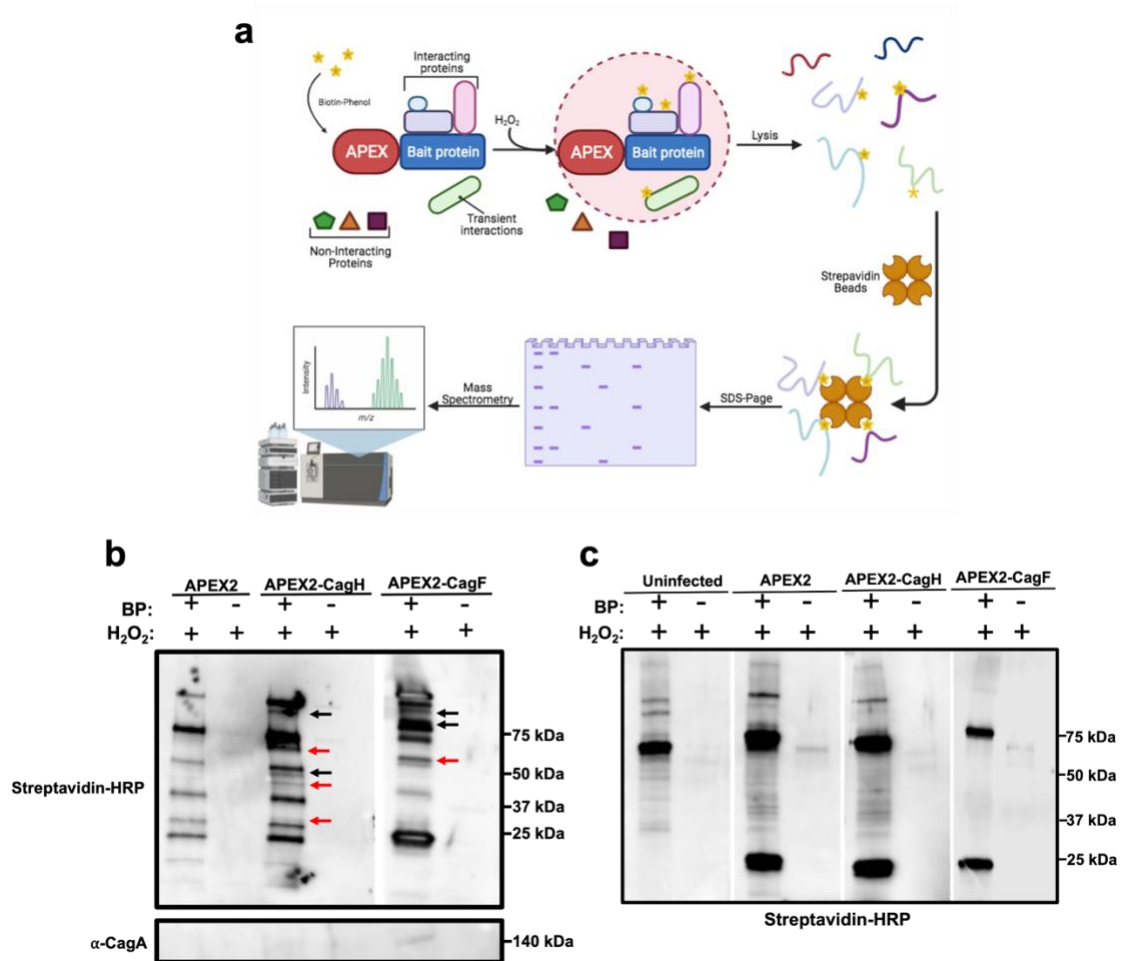 a
Interacting
proteins
Biotin-Phenol
APEX
Bait protein
H₂O₂
APEX
Bait protein
Lysis
Transient
interactions
Non-Interacting
Proteins
Strepavidin
Beads
Intensity
m/z
Mass
Spectrometry
SDS-Page
b
APEX2 APEX2-CagH APEX2-CagF
BP: + - + - + -
H₂O₂: + + + + + +
75 kDa
50 kDa
37 kDa
25 kDa
Streptavidin-HRP
α-CagA
140 kDa
c
Uninfected APEX2 APEX2-CagH APEX2-CagF
BP: + - + - + - + -
H₂O₂: + + + + + + + +
75 kDa
50 kDa
37 kDa
25 kDa
Streptavidin-HRP